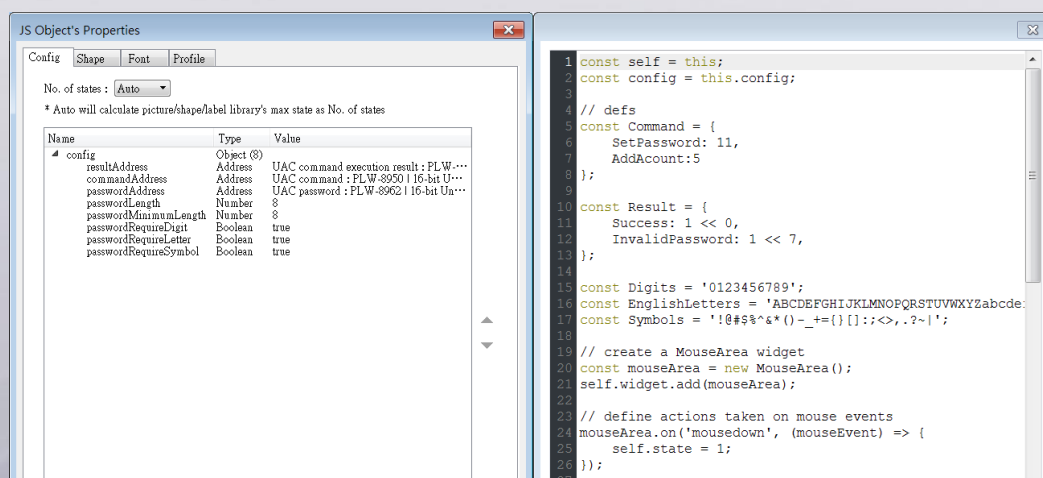 JS Object's Properties
Config Shape Font Profile
No. of states : Auto
* Auto will calculate picture/shape/label library's max state as No. of states
Name Type Value
config Object (8)
resultAddress Address UAC command execution result : PLW-···
commandAddress Address UAC command : PLW-8950 | 16-bit U···
passwordAddress Address UAC password : PLW-8962 | 16-bit Un···
passwordLength Number 8
passwordMinimumLength Number 8
passwordRequireDigit Boolean true
passwordRequireLetter Boolean true
passwordRequireSymbol Boolean true
1 const self = this;
2 const config = this.config;
3
4 // defs
5 const Command = {
6 SetPassword: 11,
7 AddAcount:5
8 };
9
10 const Result = {
11 Success: 1 << 0,
12 InvalidPassword: 1 << 7,
13 };
14
15 const Digits = '0123456789';
16 const EnglishLetters = 'ABCDEFGHIJKLMNOPQRSTUVWXYZabcde
17 const Symbols = '!@#$%^&*()-_+={}[]:;<>,.?~|';
18
19 // create a MouseArea widget
20 const mouseArea = new MouseArea();
21 self.widget.add(mouseArea);
22
23 // define actions taken on mouse events
24 mouseArea.on('mousedown', (mouseEvent) => {
25 self.state = 1;
26 });